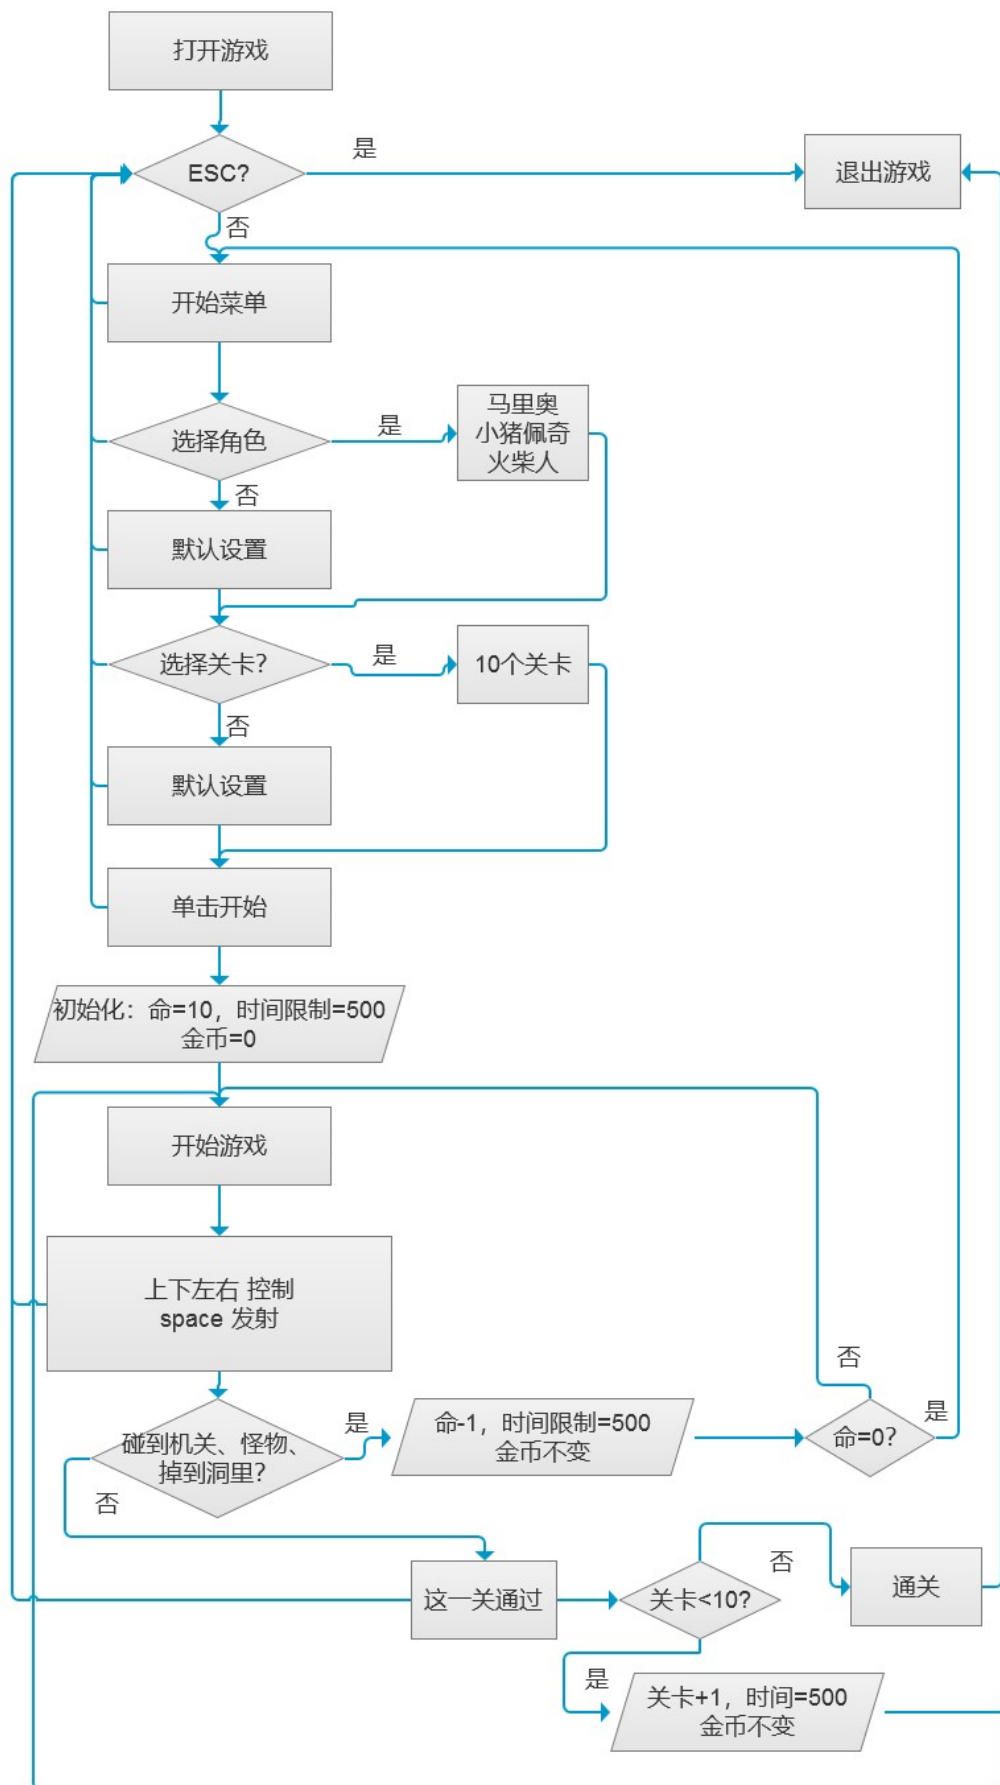 打开游戏
ESC?
是
退出游戏
否
开始菜单
选择角色
是
马里奥
小猪佩奇
火柴人
否
默认设置
选择关卡?
是
10个关卡
否
默认设置
单击开始
初始化：命=10，时间限制=500
金币=0
开始游戏
上下左右 控制
space 发射
碰到机关、怪物、
掉到洞里?
是
命-1，时间限制=500
金币不变
命=0?
否
是
否
这一关通过
关卡<10?
否
通关
是
关卡+1，时间=500
金币不变